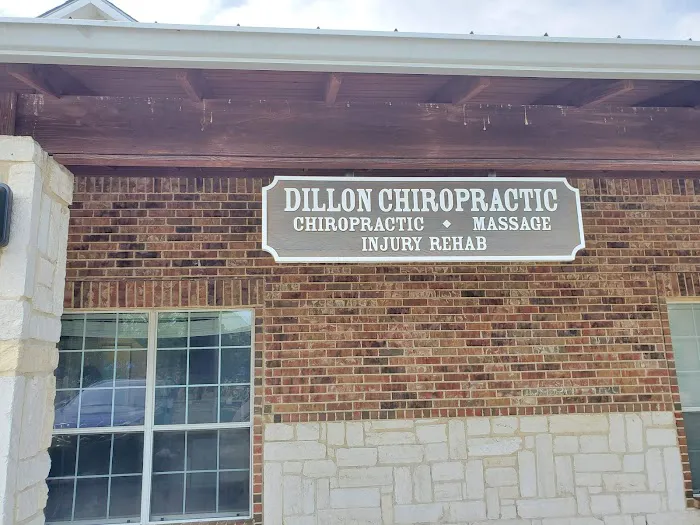 DILLON CHIROPRACTIC
CHIROPRACTIC ◆ MASSAGE
INJURY REHAB